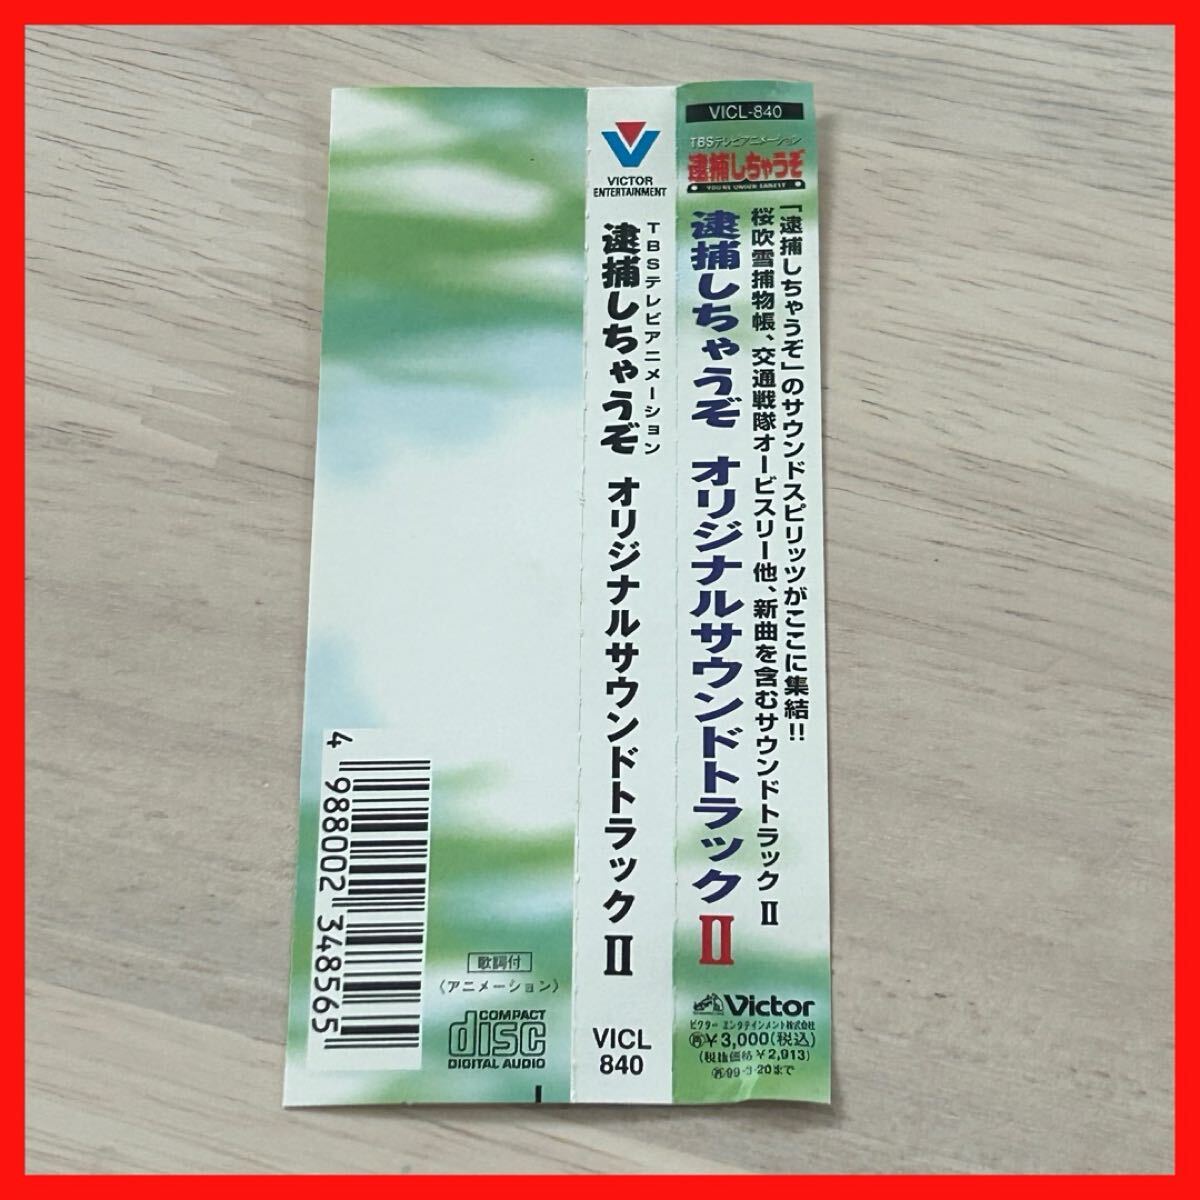 VICL-840
TBSテレビアニメーション
逮捕しちゃうぞ
YOU'RE UNDER ARREST
「逮捕しちゃうぞ」のサウンドスピリッツがここに集結!!
桜吹雪捕物帳、交通戦隊オービスリー他、新曲を含むサウンドトラックⅡ
逮捕しちゃうぞ オリジナルサウンドトラックⅡ
Victor
ビクター エンタテインメント株式会社
¥3,000(税込)
(税抜価格¥2,913)
VICTOR
ENTERTAINMENT
TBSテレビアニメーション
逮捕しちゃうぞ オリジナルサウンドトラックⅡ
VICL
840
4 988002 348565
歌詞付
〈アニメーション〉
COMPACT
disc
DIGITAL AUDIO